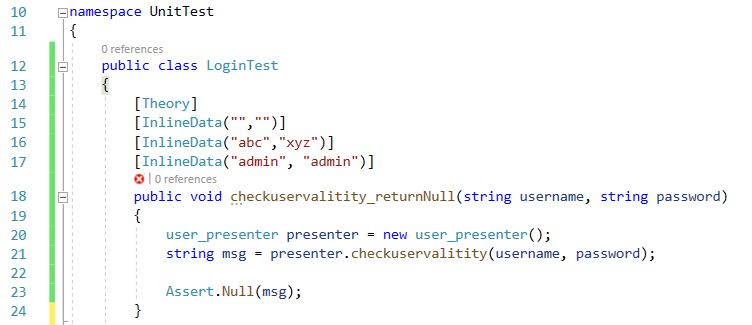 10 namespace UnitTest
11 {
0 references
12 public class LoginTest
13 {
14 [Theory]
15 [InlineData("","")]
16 [InlineData("abc","xyz")]
17 [InlineData("admin", "admin")]
| 0 references
18 public void checkuservalitity_returnNull(string username, string password)
19 {
20 user_presenter presenter = new user_presenter();
21 string msg = presenter.checkuservalitity(username, password);
22
23 Assert.Null(msg);
24 }